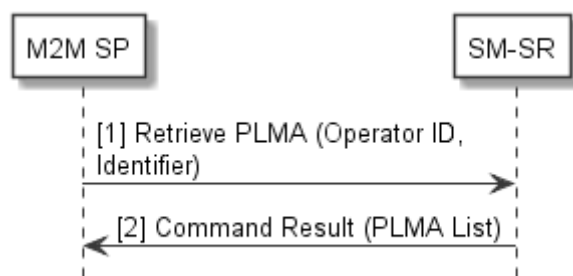 M2M SP
SM-SR
[1] Retrieve PLMA (Operator ID,
Identifier)
[2] Command Result (PLMA List)